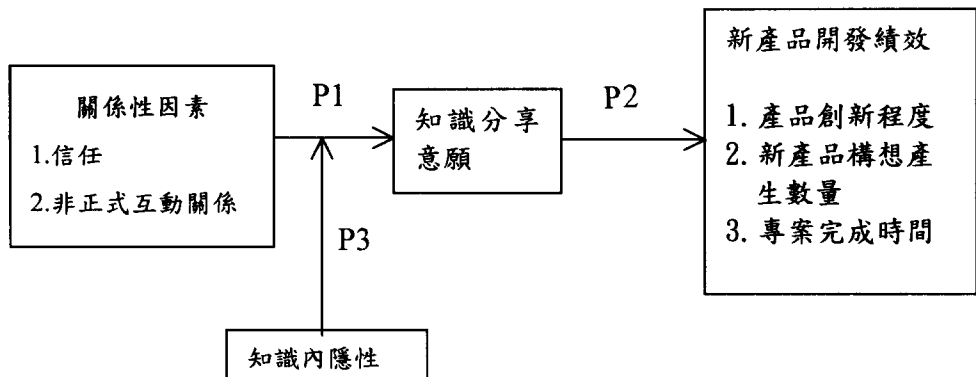 關係性因素
1.信任
2.非正式互動關係
P1
知識分享
意願
P2
新產品開發績效
1. 產品創新程度
2. 新產品構想產
生數量
3. 專案完成時間
P3
知識內隱性